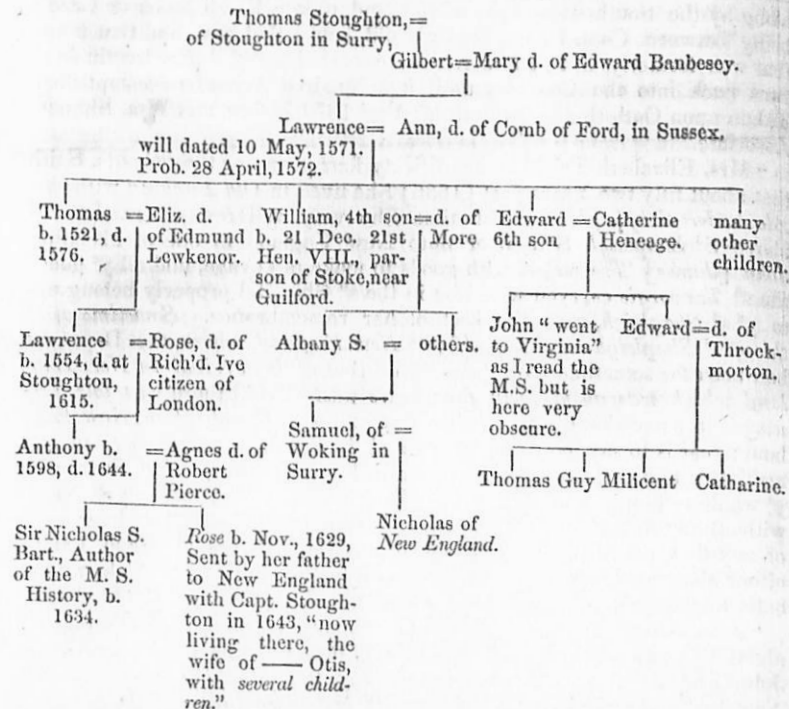 Thomas Stoughton,=
of Stoughton in Surry,
Gilbert=Mary d. of Edward Banbesey.
Lawrence= Ann, d. of Comb of Ford, in Sussex.
will dated 10 May, 1571.
Prob. 28 April, 1572.
Thomas
b. 1521, d.
1576.
=Eliz. d.
of Edmund
Lewkenor.
William, 4th son=d. of
b. 21. Dec. 21st More
Hen. VIII., par-
son of Stoke, near
Guilford.
Edward
6th son
=Catherine
Heneage.
many
other
children.
Lawrence
b. 1554, d. at
Stoughton,
1615.
=Rose, d. of
Rich'd. Ive
citizen of
London.
Albany S. = others.
John "went
to Virginia"
as I read the
M.S. but is
here very
obscure.
Edward=d. of
Throck-
morton.
Anthony b.
1598, d. 1644.
=Agnes d. of
Robert
Pierce.
Samuel, of =
Woking in
Surry.
Thomas Guy Milicent Catharine.
Sir Nicholas S.
Bart., Author
of the M. S.
History, b.
1634.
Rose b. Nov., 1629,
Sent by her father
to New England
with Capt. Stough-
ton in 1643, "now
living there, the
wife of —— Otis,
with several child-
ren."
Nicholas of
New England.